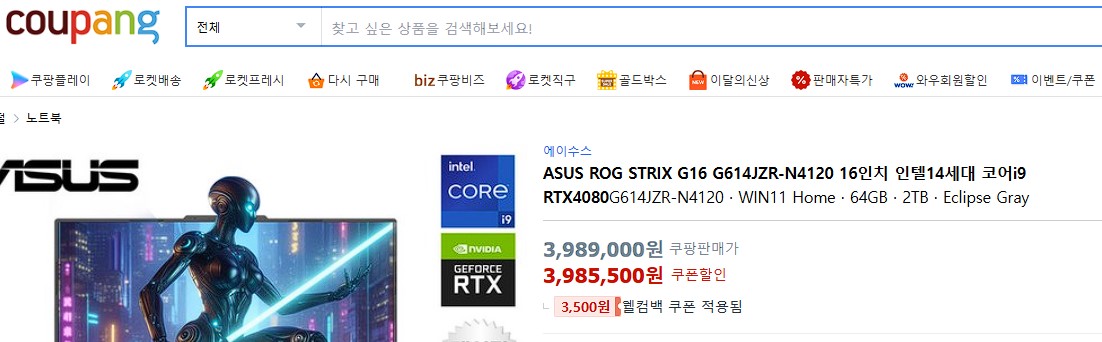 coupang
전체
찾고 싶은 상품을 검색해보세요!
쿠팡플레이 로켓배송 로켓프레시 다시 구매 biz 쿠팡비즈 로켓직구 골드박스 NEW 이달의신상 판매자특가 WOW! 와우회원할인 이벤트/쿠폰
> 노트북
ASUS
intel.
CORE
i9
NVIDIA
GEFORCE
RTX
에이수스
ASUS ROG STRIX G16 G614JZR-N4120 16인치 인텔14세대 코어i9
RTX4080G614JZR-N4120 · WIN11 Home · 64GB · 2TB · Eclipse Gray
3,989,000원 쿠팡판매가
3,985,500원 쿠폰할인
3,500원 웰컴백 쿠폰 적용됨